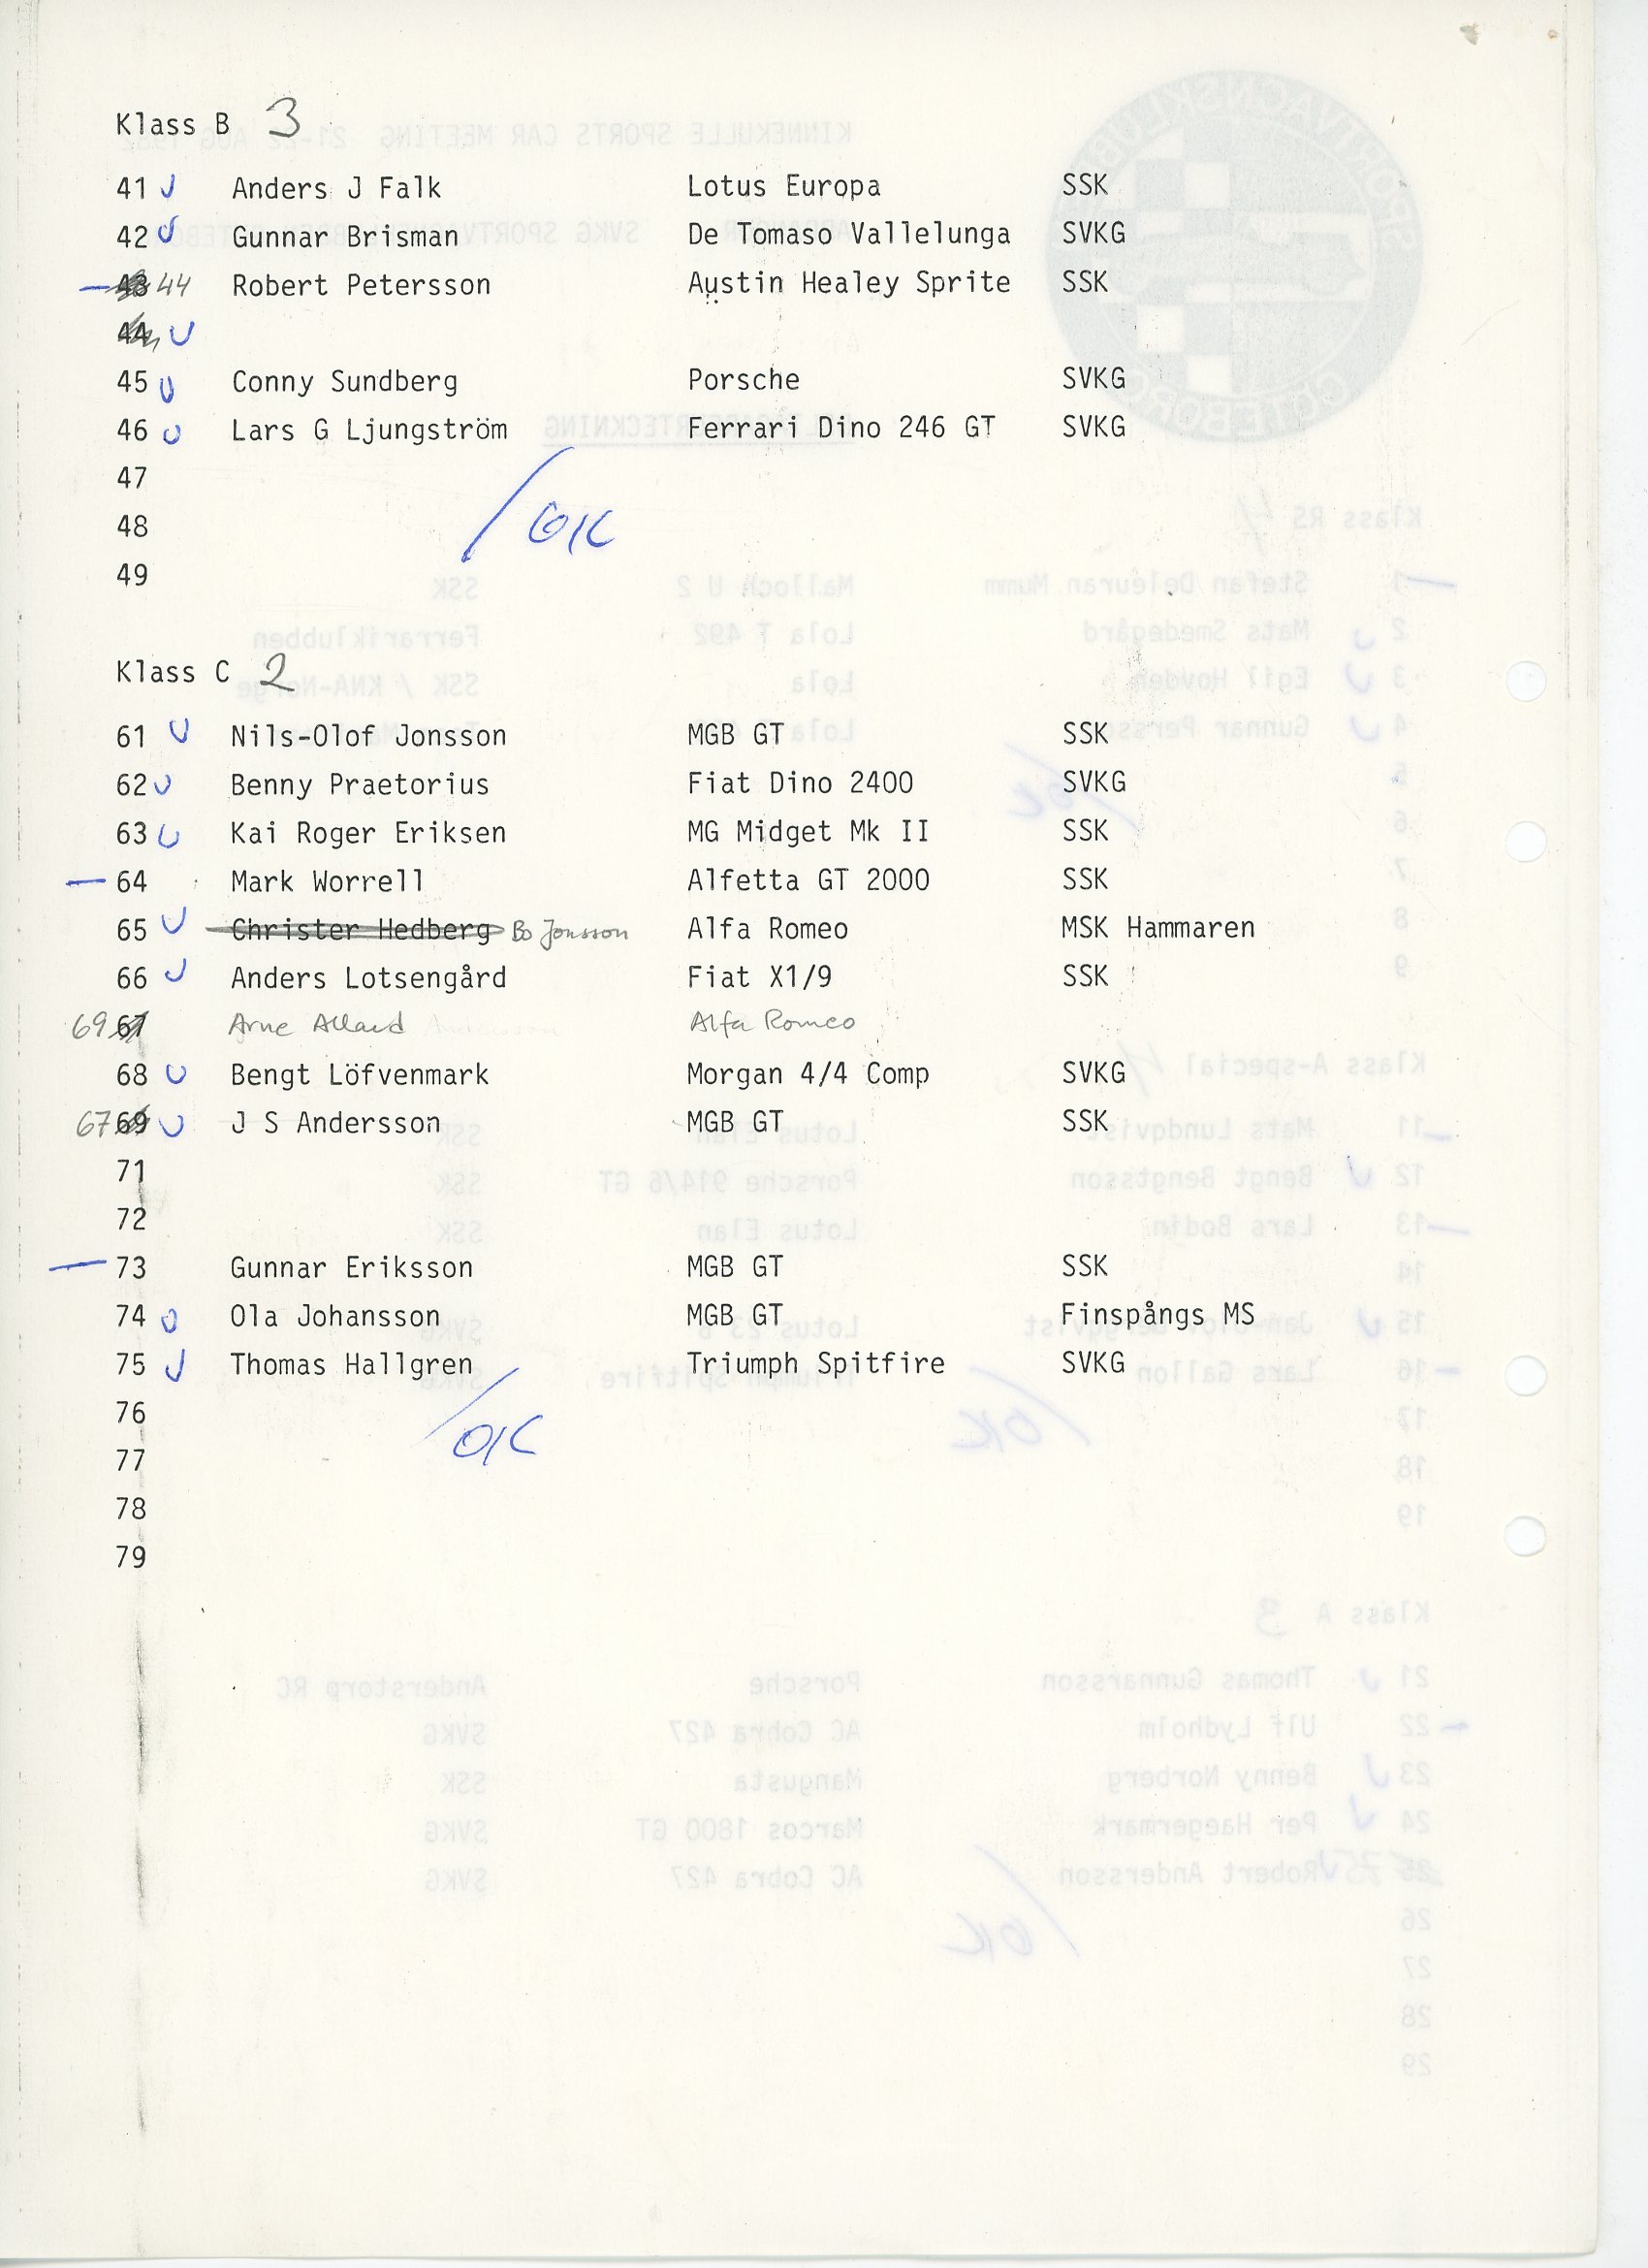 Klass B 3
41 Anders J Falk Lotus Europa SSK
42 Gunnar Brisman De Tomaso Vallelunga SVKG
43 44 Robert Petersson Austin Healey Sprite SSK
44
45 Conny Sundberg Porsche SVKG
46 Lars G Ljungström Ferrari Dino 246 GT SVKG
47
48 OK
49
Klass C 2
61 Nils-Olof Jonsson MGB GT SSK
62 Benny Praetorius Fiat Dino 2400 SVKG
63 Kai Roger Eriksen MG Midget Mk II SSK
64 Mark Worrell Alfetta GT 2000 SSK
65 Christer Hedberg Bo Jonsson Alfa Romeo MSK Hammaren
66 Anders Lotsengård Fiat X1/9 SSK
69 67 Arne Allard Alfa Romeo
68 Bengt Löfvenmark Morgan 4/4 Comp SVKG
67 69 J S Andersson MGB GT SSK
71
72
73 Gunnar Eriksson MGB GT SSK
74 Ola Johansson MGB GT Finspångs MS
75 Thomas Hallgren Triumph Spitfire SVKG
76
OK
77
78
79